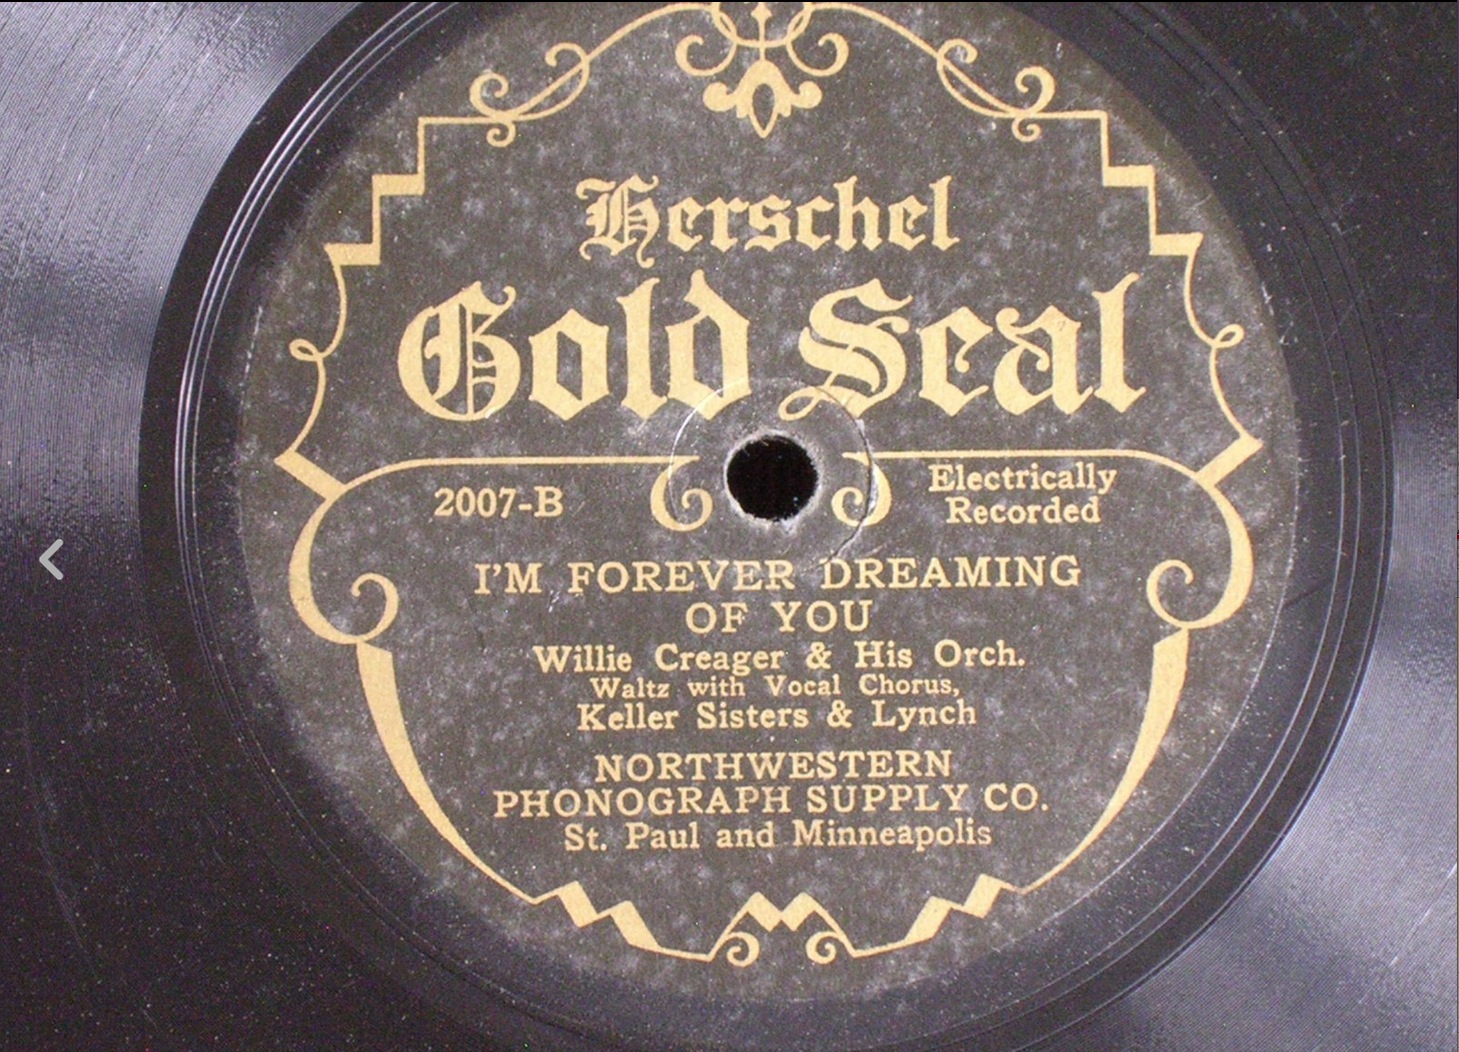 Herschel
Gold Seal
2007-B
Electrically
Recorded
I'M FOREVER DREAMING
OF YOU
Willie Creager & His Orch.
Waltz with Vocal Chorus,
Keller Sisters & Lynch
NORTHWESTERN
PHONOGRAPH SUPPLY CO.
St. Paul and Minneapolis